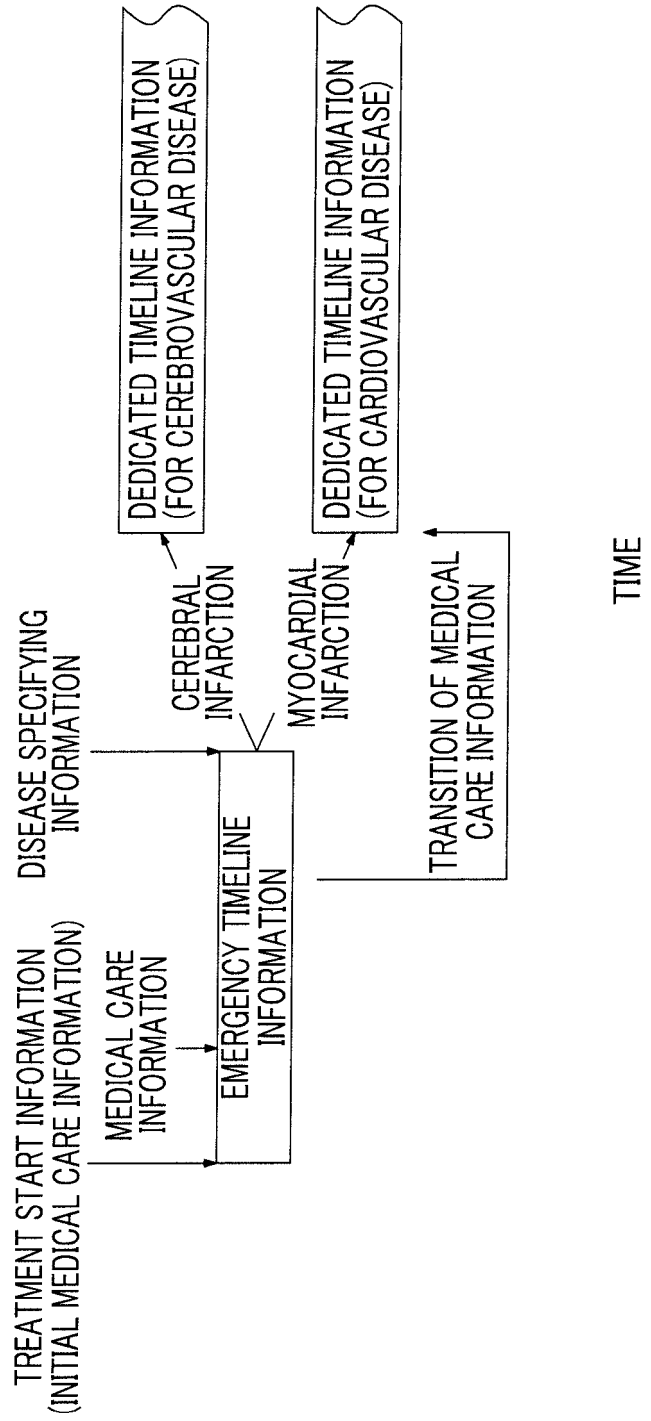 TREATMENT START INFORMATION
(INITIAL MEDICAL CARE INFORMATION)
MEDICAL CARE
INFORMATION
DISEASE SPECIFYING
INFORMATION
EMERGENCY TIMELINE
INFORMATION
CEREBRAL
INFARCTION
MYOCARDIAL
INFARCTION
DEDICATED TIMELINE INFORMATION
(FOR CEREBROVASCULAR DISEASE)
DEDICATED TIMELINE INFORMATION
(FOR CARDIOVASCULAR DISEASE)
TRANSITION OF MEDICAL
CARE INFORMATION
TIME